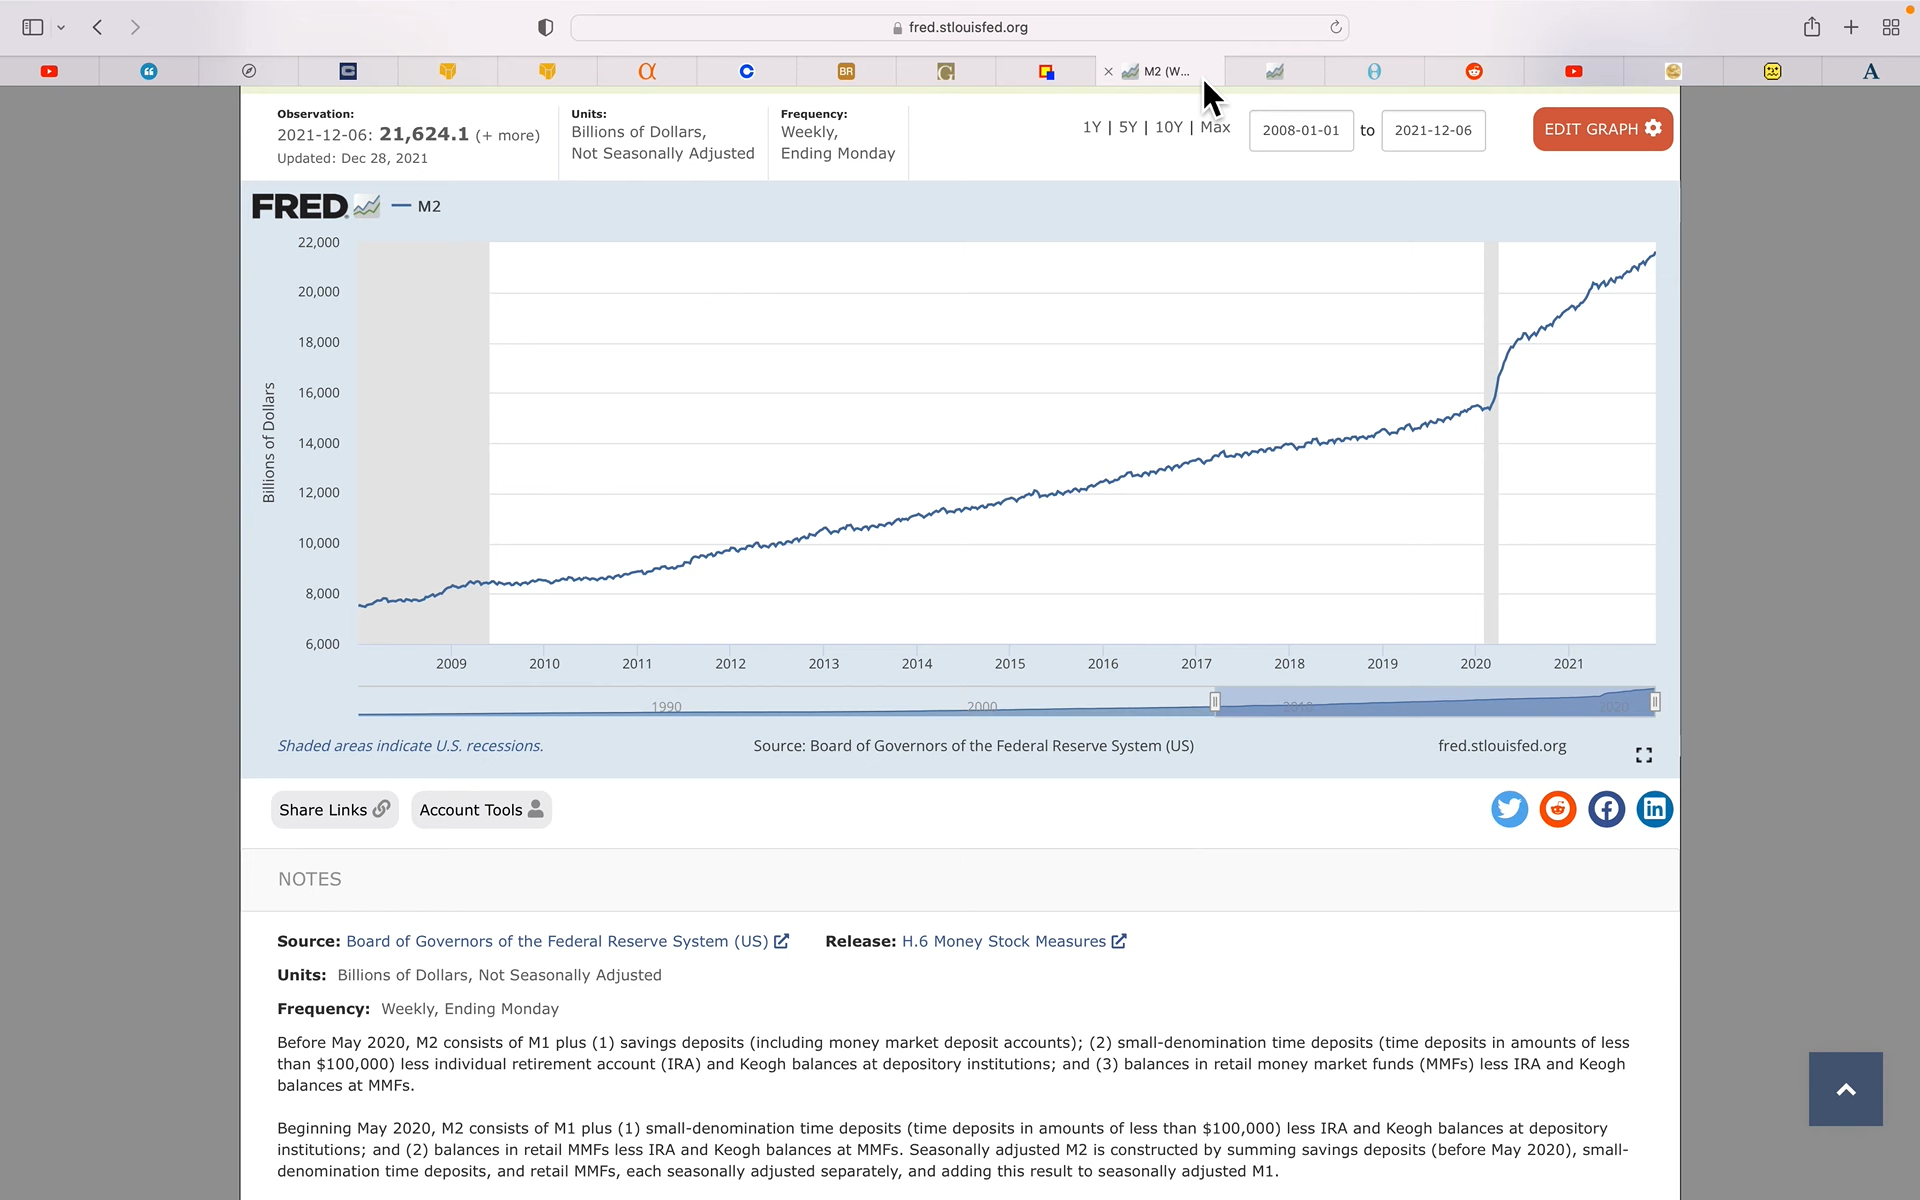 fred.stlouisfed.org
BR
M2 (W...
A
Observation:
2021-12-06: 21,624.1 (+ more)
Updated: Dec 28, 2021
Units:
Billions of Dollars,
Not Seasonally Adjusted
Frequency:
Weekly,
Ending Monday
1Y | 5Y | 10Y | Max
2008-01-01 to 2021-12-06
EDIT GRAPH
FRED
M2
22,000
20,000
18,000
16,000
14,000
12,000
10,000
8,000
6,000
Billions of Dollars
2009 2010 2011 2012 2013 2014 2015 2016 2017 2018 2019 2020 2021
1990 2000 2010 2020
Shaded areas indicate U.S. recessions.
Source: Board of Governors of the Federal Reserve System (US)
fred.stlouisfed.org
Share Links
Account Tools
NOTES
Source: Board of Governors of the Federal Reserve System (US) Release: H.6 Money Stock Measures
Units: Billions of Dollars, Not Seasonally Adjusted
Frequency: Weekly, Ending Monday
Before May 2020, M2 consists of M1 plus (1) savings deposits (including money market deposit accounts); (2) small-denomination time deposits (time deposits in amounts of less
than $100,000) less individual retirement account (IRA) and Keogh balances at depository institutions; and (3) balances in retail money market funds (MMFs) less IRA and Keogh
balances at MMFs.
Beginning May 2020, M2 consists of M1 plus (1) small-denomination time deposits (time deposits in amounts of less than $100,000) less IRA and Keogh balances at depository
institutions; and (2) balances in retail MMFs less IRA and Keogh balances at MMFs. Seasonally adjusted M2 is constructed by summing savings deposits (before May 2020), small-
denomination time deposits, and retail MMFs, each seasonally adjusted separately, and adding this result to seasonally adjusted M1.